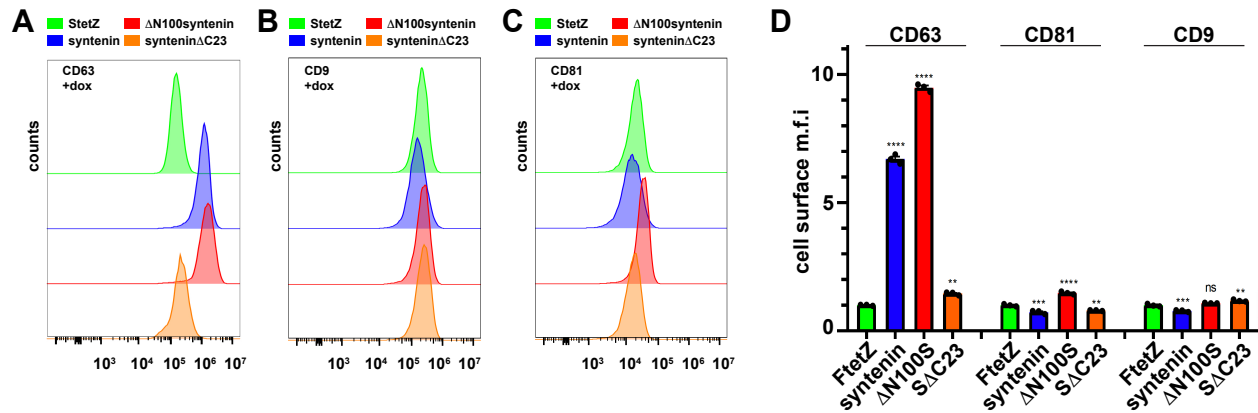 A
StetZ
ΔN100syntenin
syntenin
synteninΔC23
CD63
+dox
counts
10³ 10⁴ 10⁵ 10⁶ 10⁷
B
StetZ
ΔN100syntenin
syntenin
synteninΔC23
CD9
+dox
counts
10³ 10⁴ 10⁵ 10⁶ 10⁷
C
StetZ
ΔN100syntenin
syntenin
synteninΔC23
CD81
+dox
counts
10³ 10⁴ 10⁵ 10⁶ 10⁷
D
CD63 CD81 CD9
cell surface m.f.i
10
5
0
**** **** **
*** **** **
*** ns **
FtetZ syntenin ΔN100S SΔC23
FtetZ syntenin ΔN100S SΔC23
FtetZ syntenin ΔN100S SΔC23